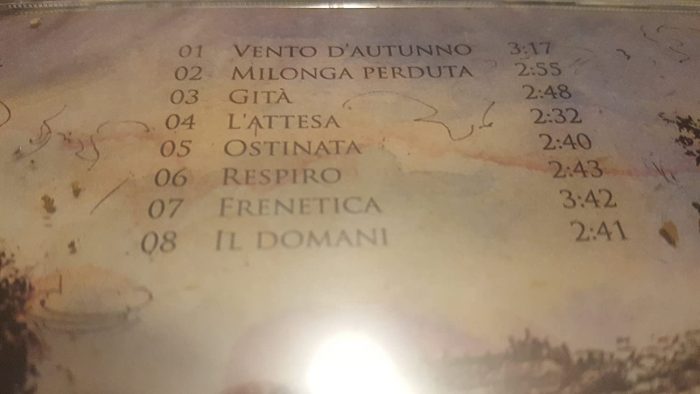 01 VENTO D'AUTUNNO 3:17
02 MILONGA PERDUTA 2:55
03 GITÀ 2:48
04 L'ATTESA 2:32
05 OSTINATA 2:40
06 RESPIRO 2:43
07 FRENETICA 3:42
08 IL DOMANI 2:41